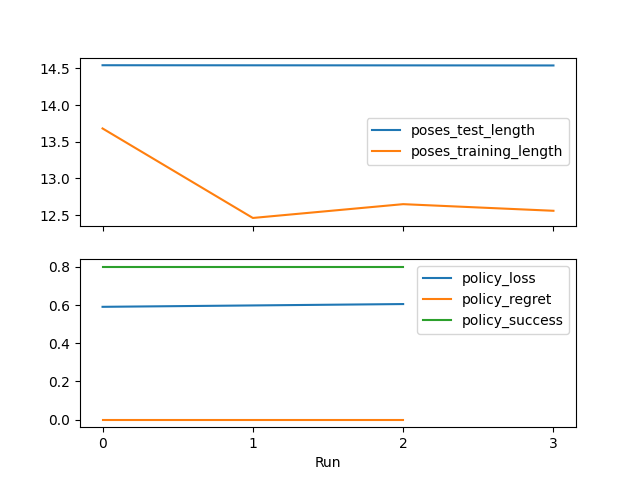 14.5
14.0
13.5
13.0
12.5
poses_test_length
poses_training_length
0.8
0.6
0.4
0.2
0.0
policy_loss
policy_regret
policy_success
0 1 2 3
Run